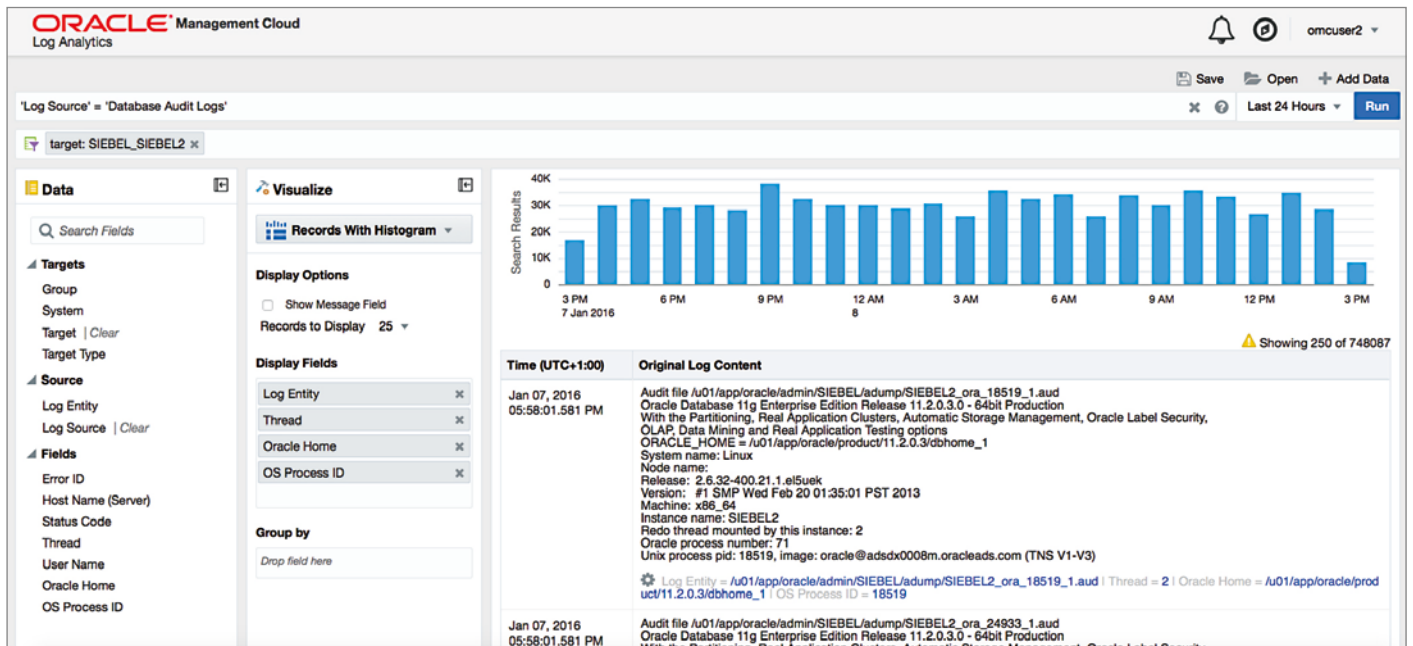 ORACLE® Management Cloud
Log Analytics
omcuser2
Save Open Add Data
'Log Source' = 'Database Audit Logs'
Last 24 Hours Run
target: SIEBEL_SIEBEL2
Data
Search Fields
Targets
Group
System
Target | Clear
Target Type
Source
Log Entity
Log Source | Clear
Fields
Error ID
Host Name (Server)
Status Code
Thread
User Name
Oracle Home
OS Process ID
Visualize
Records With Histogram
Display Options
Show Message Field
Records to Display 25
Display Fields
Log Entity
Thread
Oracle Home
OS Process ID
Group by
Drop field here
Search Results
40K
30K
20K
10K
0
3 PM 6 PM 9 PM 12 AM 3 AM 6 AM 9 AM 12 PM 3 PM
7 Jan 2016 8
Showing 250 of 748087
Time (UTC+1:00) Original Log Content
Jan 07, 2016
05:58:01.581 PM
Audit file /u01/app/oracle/admin/SIEBEL/adump/SIEBEL2_ora_18519_1.aud
Oracle Database 11g Enterprise Edition Release 11.2.0.3.0 - 64bit Production
With the Partitioning, Real Application Clusters, Automatic Storage Management, Oracle Label Security,
OLAP, Data Mining and Real Application Testing options
ORACLE_HOME = /u01/app/oracle/product/11.2.0.3/dbhome_1
System name: Linux
Node name:
Release: 2.6.32-400.21.1.el5uek
Version: #1 SMP Wed Feb 20 01:35:01 PST 2013
Machine: x86_64
Instance name: SIEBEL2
Redo thread mounted by this instance: 2
Oracle process number: 71
Unix process pid: 18519, image: oracle@adsdx0008m.oracleads.com (TNS V1-V3)
Log Entity = /u01/app/oracle/admin/SIEBEL/adump/SIEBEL2_ora_18519_1.aud | Thread = 2 | Oracle Home = /u01/app/oracle/prod
uct/11.2.0.3/dbhome_1 | OS Process ID = 18519
Jan 07, 2016
05:58:01.581 PM
Audit file /u01/app/oracle/admin/SIEBEL/adump/SIEBEL2_ora_24933_1.aud
Oracle Database 11g Enterprise Edition Release 11.2.0.3.0 - 64bit Production
With the Partitioning, Real Application Clusters, Automatic Storage Management, Oracle Label Security,